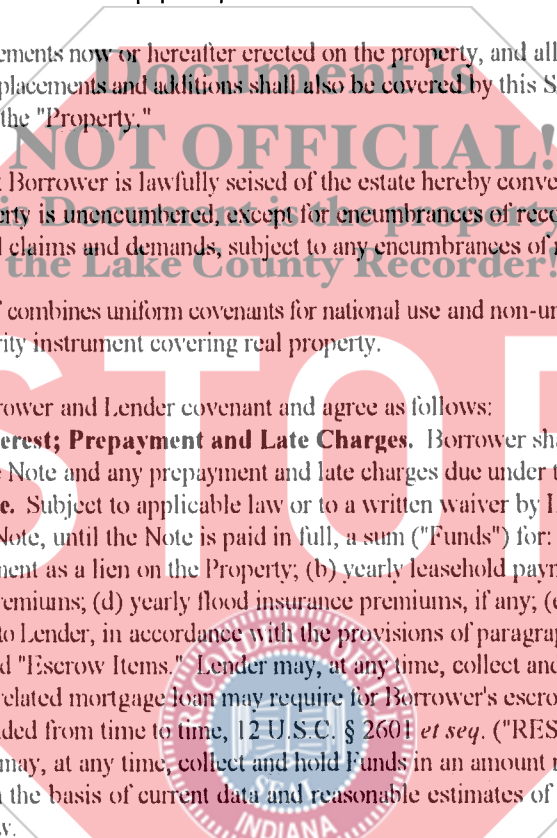 ements now or hereafter erected on the property, and all
Document is
placements and additions shall also be covered by this S
the "Property."
NOT OFFICIAL!
Borrower is lawfully seised of the estate hereby conve
erty is unencumbered, except for encumbrances of reco
This Document is the property of
claims and demands, subject to any encumbrances of r
the Lake County Recorder!
combines uniform covenants for national use and non-un
rity instrument covering real property.
STOP
rower and Lender covenant and agree as follows:
erest; Prepayment and Late Charges. Borrower sha
e Note and any prepayment and late charges due under t
e. Subject to applicable law or to a written waiver by L
Note, until the Note is paid in full, a sum ("Funds") for:
ment as a lien on the Property; (b) yearly leasehold paym
remiums; (d) yearly flood insurance premiums, if any; (e
to Lender, in accordance with the provisions of paragrap
d "Escrow Items." Lender may, at any time, collect and
related mortgage loan may require for Borrower's escro
ded from time to time, 12 U.S.C. § 2601 et seq. ("RES
may, at any time, collect and hold Funds in an amount n
n the basis of current data and reasonable estimates of
w.
SEAL
INDIANA